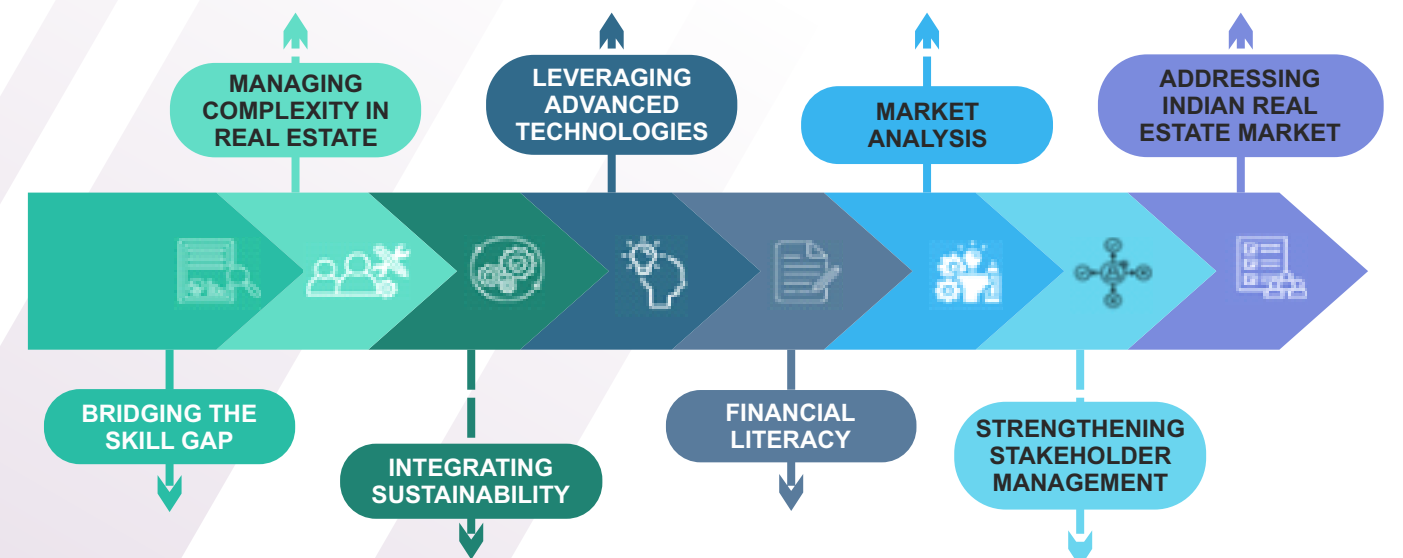 MANAGING
COMPLEXITY IN
REAL ESTATE
LEVERAGING
ADVANCED
TECHNOLOGIES
MARKET
ANALYSIS
ADDRESSING
INDIAN REAL
ESTATE MARKET
BRIDGING THE
SKILL GAP
INTEGRATING
SUSTAINABILITY
FINANCIAL
LITERACY
STRENGTHENING
STAKEHOLDER
MANAGEMENT